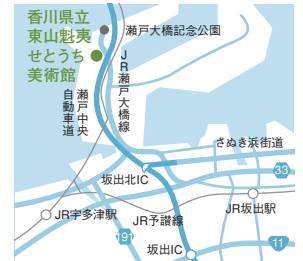 香川県立
東山魁夷
せとうち
美術館
瀬戸大橋記念公園
JR瀬戸大橋線
瀬戸中央
自動車道
さぬき浜街道
33
坂出北IC
JR宇多津駅
JR予讃線
JR坂出駅
191
坂出IC
11